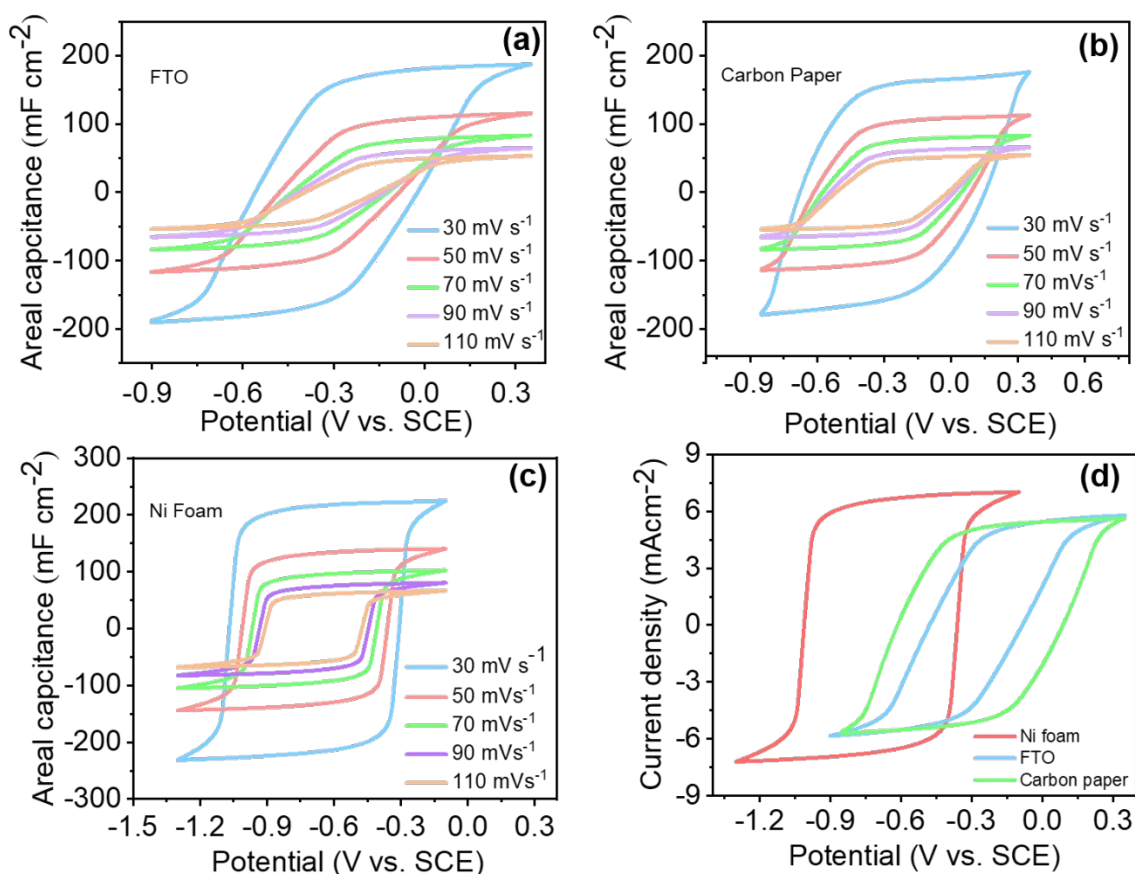 (a)
FTO
Areal capcitance (mF cm-2)
200
100
0
-100
-200
30 mV s-1
50 mV s-1
70 mV s-1
90 mV s-1
110 mV s-1
-0.9 -0.6 -0.3 0.0 0.3
Potential (V vs. SCE)
(b)
Carbon Paper
Areal capacitance (mF cm-2)
200
100
0
-100
-200
30 mV s-1
50 mV s-1
70 mVs-1
90 mV s-1
110 mV s-1
-0.9 -0.6 -0.3 0.0 0.3 0.6
Potential (V vs. SCE)
(c)
Ni Foam
Areal capcitance (mF cm-2)
300
200
100
0
-100
-200
-300
30 mV s-1
50 mVs-1
70 mVs-1
90 mVs-1
110 mVs-1
-1.5 -1.2 -0.9 -0.6 -0.3 0.0
Potential (V vs. SCE)
(d)
Current density (mAcm-2)
9
6
3
0
-3
-6
-9
Ni foam
FTO
Carbon paper
-1.2 -0.9 -0.6 -0.3 0.0 0.3
Potential (V vs. SCE)